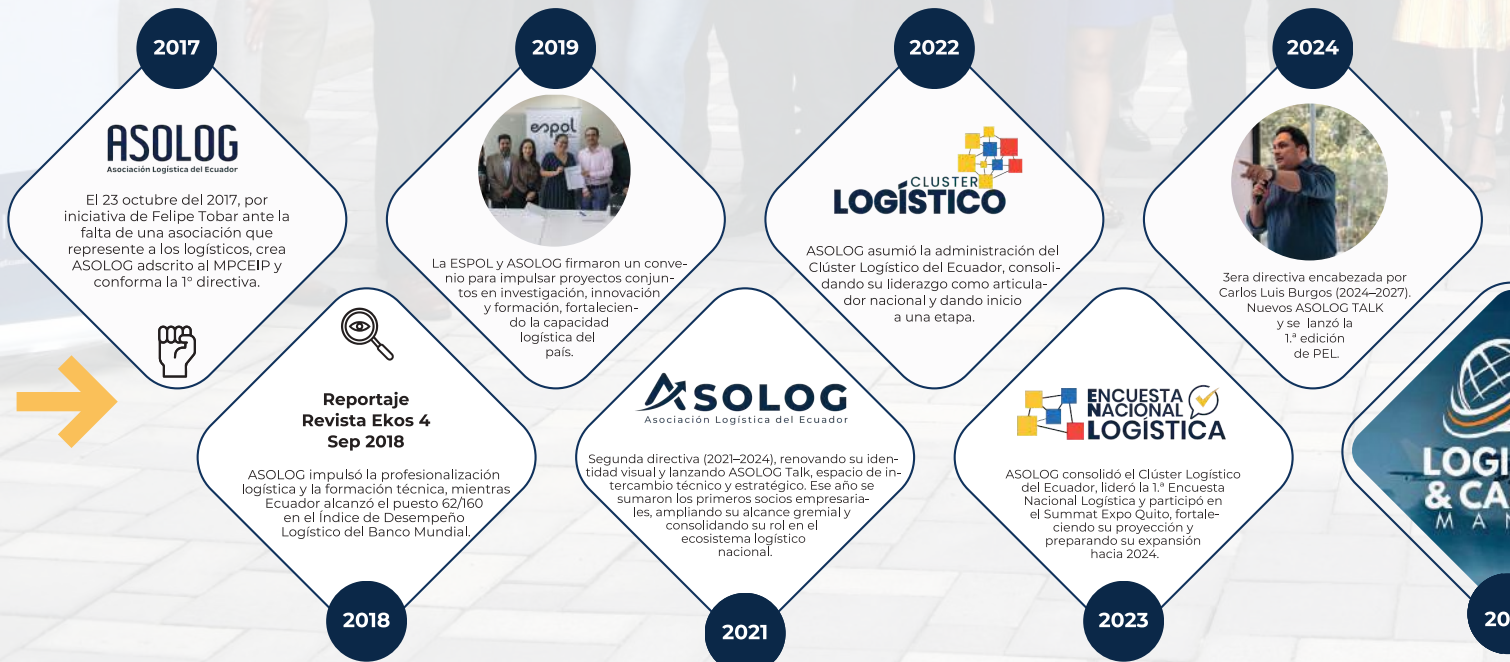 2017
ASOLOG
Asociación Logística del Ecuador
El 23 octubre del 2017, por
iniciativa de Felipe Tobar ante la
falta de una asociación que
represente a los logísticos, crea
ASOLOG adscrito al MPCEIP y
conforma la 1° directiva.
Reportaje
Revista Ekos 4
Sep 2018
ASOLOG impulsó la profesionalización
logística y la formación técnica, mientras
Ecuador alcanzó el puesto 62/160
en el Índice de Desempeño
Logístico del Banco Mundial.
2018
2019
espol
La ESPOL y ASOLOG firmaron un conve-
nio para impulsar proyectos conjun-
tos en investigación, innovación
y formación, fortalecien-
do la capacidad
logística del
país.
ASOLOG
Asociación Logística del Ecuador
Segunda directiva (2021–2024), renovando su iden-
tidad visual y lanzando ASOLOG Talk, espacio de in-
tercambio técnico y estratégico. Ese año se
sumaron los primeros socios empresaria-
les, ampliando su alcance gremial y
consolidando su rol en el
ecosistema logístico
nacional.
2021
2022
CLUSTER
LOGÍSTICO
ASOLOG asumió la administración del
Clúster Logístico del Ecuador, consoli-
dando su liderazgo como articula-
dor nacional y dando inicio
a una etapa.
ENCUESTA
NACIONAL
LOGÍSTICA
ASOLOG consolidó el Clúster Logístico
del Ecuador, lideró la 1.ª Encuesta
Nacional Logística y participó en
el Summat Expo Quito, fortale-
ciendo su proyección y
preparando su expansión
hacia 2024.
2023
2024
3era directiva encabezada por
Carlos Luis Burgos (2024–2027).
Nuevos ASOLOG TALK
y se lanzó la
1.ª edición
de PEL.
LOGI
& CA
MAN
20